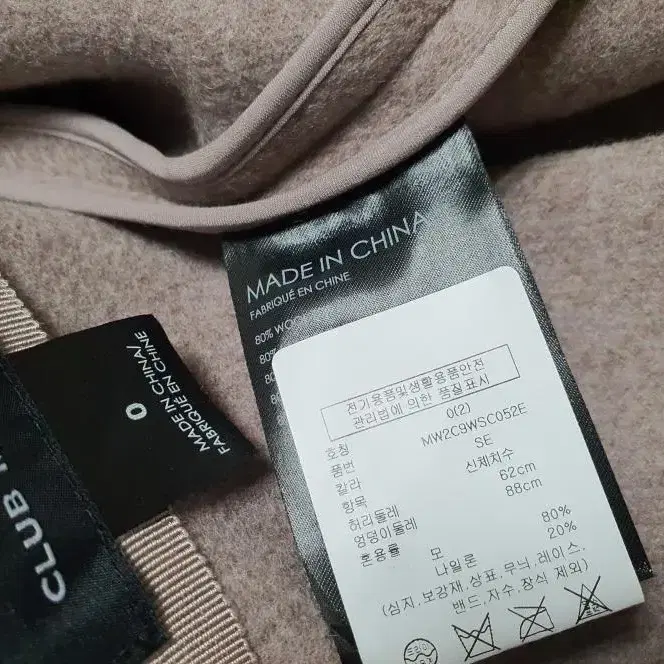 MADE IN CHINA
FABRIQUÉ EN CHINE
80% WOO
80%
전기용품및생활용품안전
관리법에 의한 품질표시
호칭 0(2)
품번 MW2C9WSC052E
칼라 SE
항목 신체치수
허리둘레 62cm
엉덩이둘레 88cm
혼용률 모 80%
나일론 20%
(심지,보강재,상표,무늬,레이스,
밴드,자수,장식 제외)
MADE IN CHINA/
FABRIQUÉ EN CHINE
0
CLUB